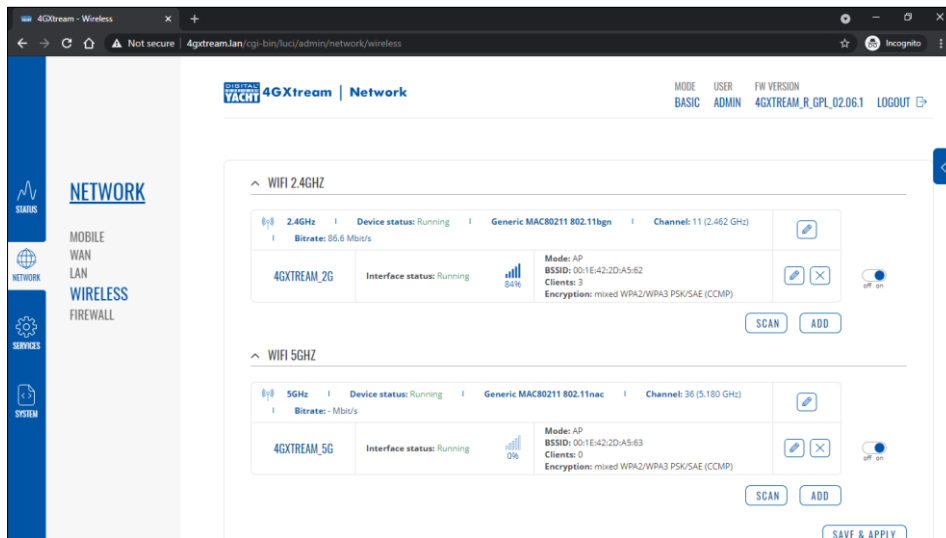 4GXtream - Wireless
Not secure | 4gxtream.lan/cgi-bin/luci/admin/network/wireless
Incognito
DIGITAL YACHT 4GXtream | Network
MODE USER FW VERSION
BASIC ADMIN 4GXTREAM_R_GPL_02.06.1 LOGOUT
STATUS
NETWORK
SERVICES
SYSTEM
NETWORK
MOBILE
WAN
LAN
WIRELESS
FIREWALL
WIFI 2.4GHZ
2.4GHz | Device status: Running | Generic MAC80211 802.11bgn | Channel: 11 (2.462 GHz)
| Bitrate: 86.6 Mbit/s
4GXTREAM_2G
Interface status: Running
84%
Mode: AP
BSSID: 00:1E:42:2D:A5:62
Clients: 3
Encryption: mixed WPA2/WPA3 PSK/SAE (CCMP)
off on
SCAN ADD
WIFI 5GHZ
5GHz | Device status: Running | Generic MAC80211 802.11nac | Channel: 36 (5.180 GHz)
| Bitrate: - Mbit/s
4GXTREAM_5G
Interface status: Running
0%
Mode: AP
BSSID: 00:1E:42:2D:A5:63
Clients: 0
Encryption: mixed WPA2/WPA3 PSK/SAE (CCMP)
off on
SCAN ADD
SAVE & APPLY